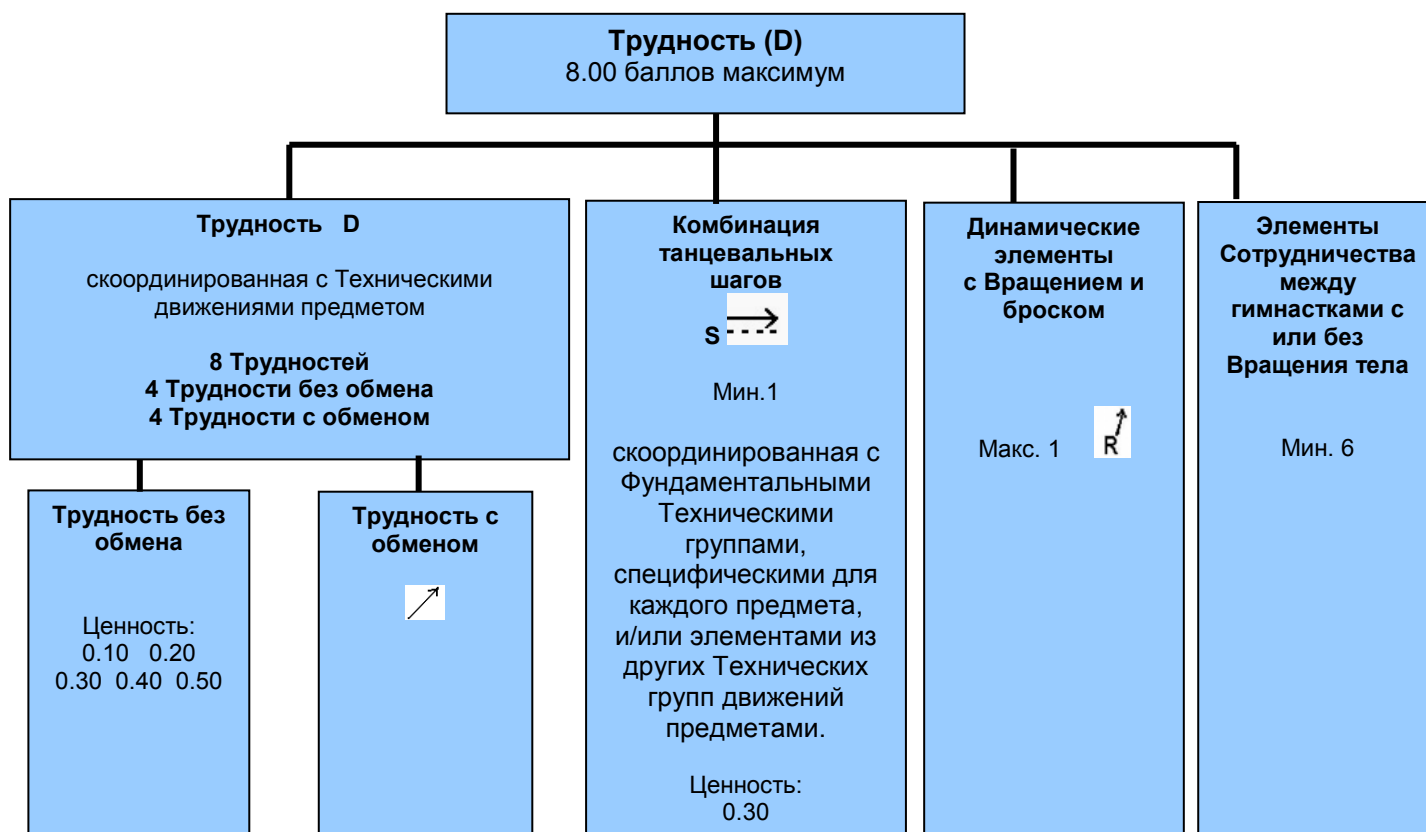 Трудность (D)
8.00 баллов максимум
Трудность D
скоординированная с Техническими
движениями предметом
8 Трудностей
4 Трудности без обмена
4 Трудности с обменом
Трудность без
обмена
Ценность:
0.10 0.20
0.30 0.40 0.50
Трудность с
обменом
Комбинация
танцевальных
шагов
S
Мин.1
скоординированная с
Фундаментальными
Техническими
группами,
специфическими для
каждого предмета,
и/или элементами из
других Технических
групп движений
предметами.
Ценность:
0.30
Динамические
элементы
с Вращением и
броском
Макс. 1 R
Элементы
Сотрудничества
между
гимнастками с
или без
Вращения тела
Мин. 6